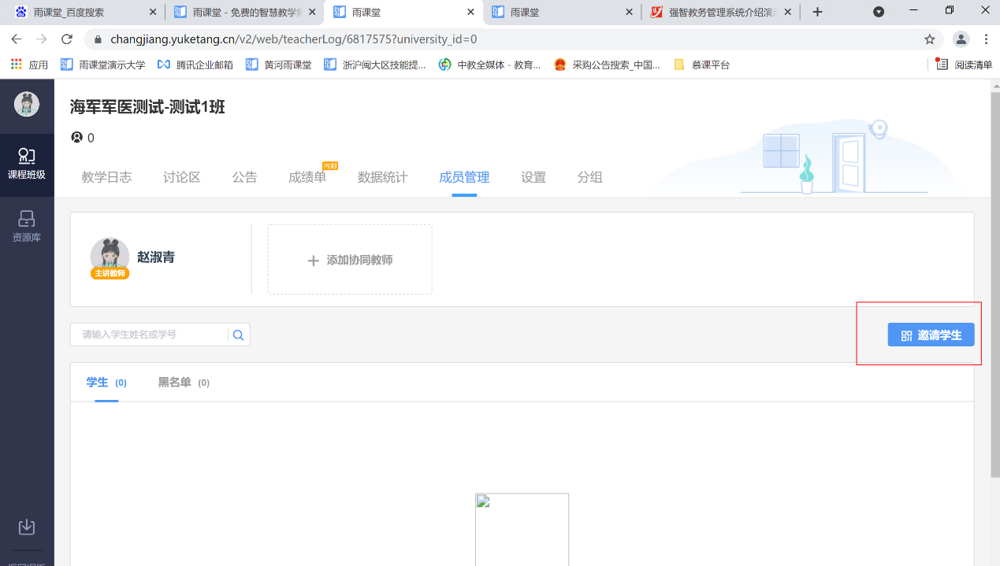 雨课堂_百度搜索
雨课堂 - 免费的智慧教学解
雨课堂
雨课堂
强智教务管理系统介绍演示
changjiang.yuketang.cn/v2/web/teacherLog/6817575?university_id=0
应用
雨课堂演示大学
腾讯企业邮箱
黄河雨课堂
浙沪闽大区技能提...
中教全媒体 - 教育...
采购公告搜索_中国...
慕课平台
阅读清单
课程班级
资源库
海军军医测试-测试1班
0
教学日志
讨论区
公告
成绩单
内测
数据统计
成员管理
设置
分组
主讲教师
赵淑青
添加协同教师
请输入学生姓名或学号
邀请学生
学生 (0)
黑名单 (0)